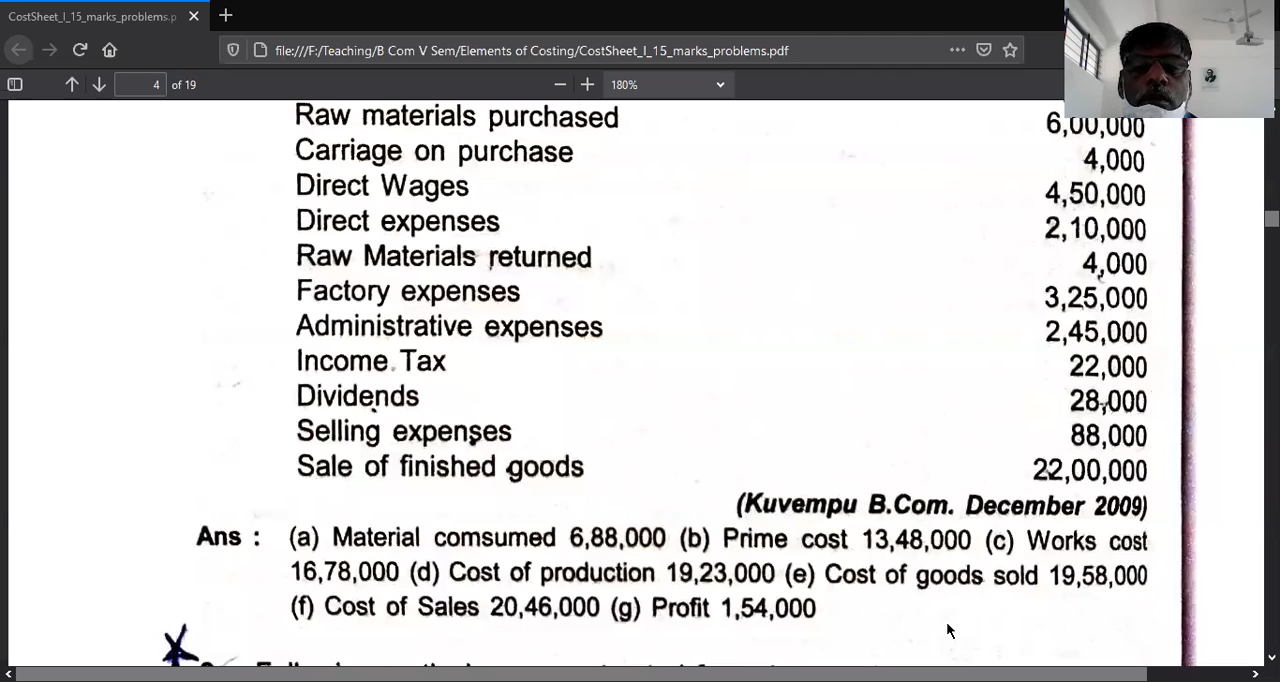 CostSheet_I_15_marks_problems.p
file:///F:/Teaching/B Com V Sem/Elements of Costing/CostSheet_I_15_marks_problems.pdf
4 of 19
180%
Raw materials purchased 6,00,000
Carriage on purchase 4,000
Direct Wages 4,50,000
Direct expenses 2,10,000
Raw Materials returned 4,000
Factory expenses 3,25,000
Administrative expenses 2,45,000
Income Tax 22,000
Dividends 28,000
Selling expenses 88,000
Sale of finished goods 22,00,000
(Kuvempu B.Com. December 2009)
Ans : (a) Material comsumed 6,88,000 (b) Prime cost 13,48,000 (c) Works cost
16,78,000 (d) Cost of production 19,23,000 (e) Cost of goods sold 19,58,000
(f) Cost of Sales 20,46,000 (g) Profit 1,54,000